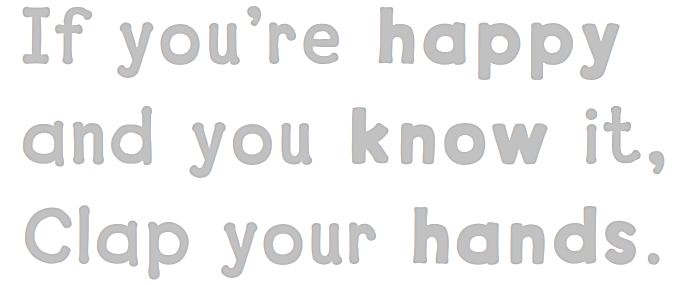 If you’re happy
and you know it,
Clap your hands.